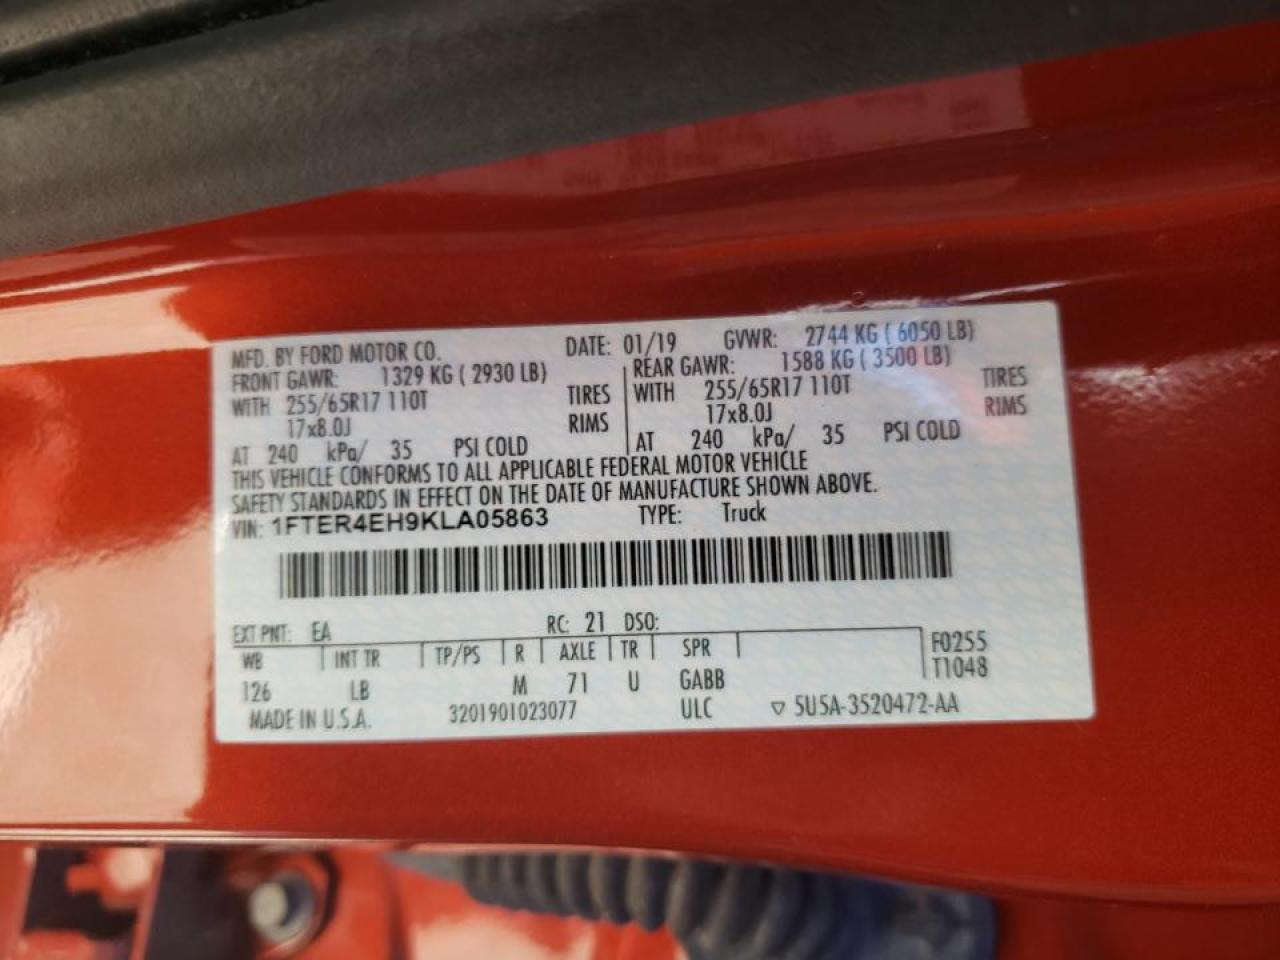 MFD. BY FORD MOTOR CO. DATE: 01/19 GVWR: 2744 KG ( 6050 LB)
FRONT GAWR: 1329 KG ( 2930 LB) REAR GAWR: 1588 KG ( 3500 LB)
WITH 255/65R17 110T TIRES WITH 255/65R17 110T TIRES
17x8.0J RIMS 17x8.0J RIMS
AT 240 kPa/ 35 PSI COLD AT 240 kPa/ 35 PSI COLD
THIS VEHICLE CONFORMS TO ALL APPLICABLE FEDERAL MOTOR VEHICLE
SAFETY STANDARDS IN EFFECT ON THE DATE OF MANUFACTURE SHOWN ABOVE.
VIN: 1FTER4EH9KLA05863 TYPE: Truck
EXT PNT: EA RC: 21 DSO:
WB INT TR TP/PS R AXLE TR SPR F0255
126 LB M 71 U GABB T1048
MADE IN U.S.A. 3201901023077 ULC ▽ 5U5A-3520472-AA